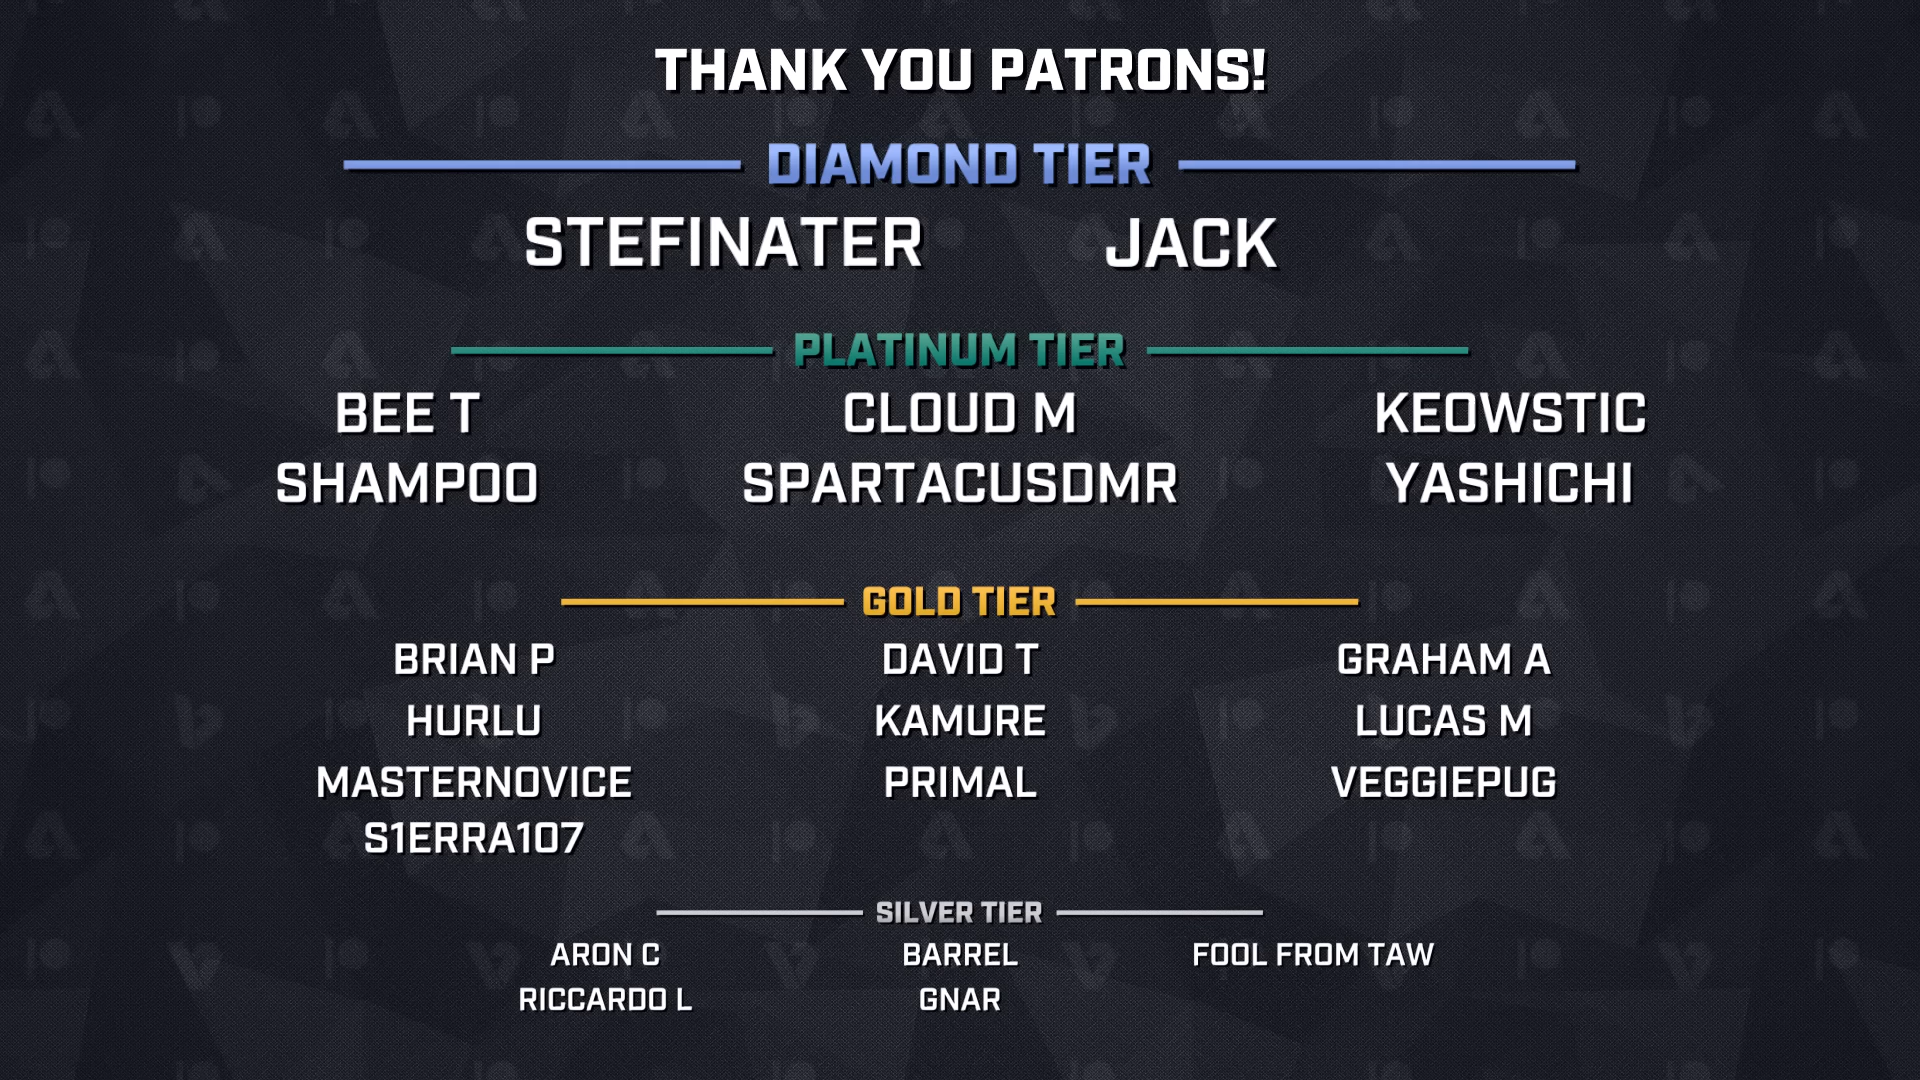 THANK YOU PATRONS!
DIAMOND TIER
STEFINATER JACK
PLATINUM TIER
BEE T CLOUD M KEOWSTIC
SHAMPOO SPARTACUSDMR YASHICHI
GOLD TIER
BRIAN P DAVID T GRAHAM A
HURLU KAMURE LUCAS M
MASTERNOVICE PRIMAL VEGGIEPUG
S1ERRA107
SILVER TIER
ARON C BARREL FOOL FROM TAW
RICCARDO L GNAR